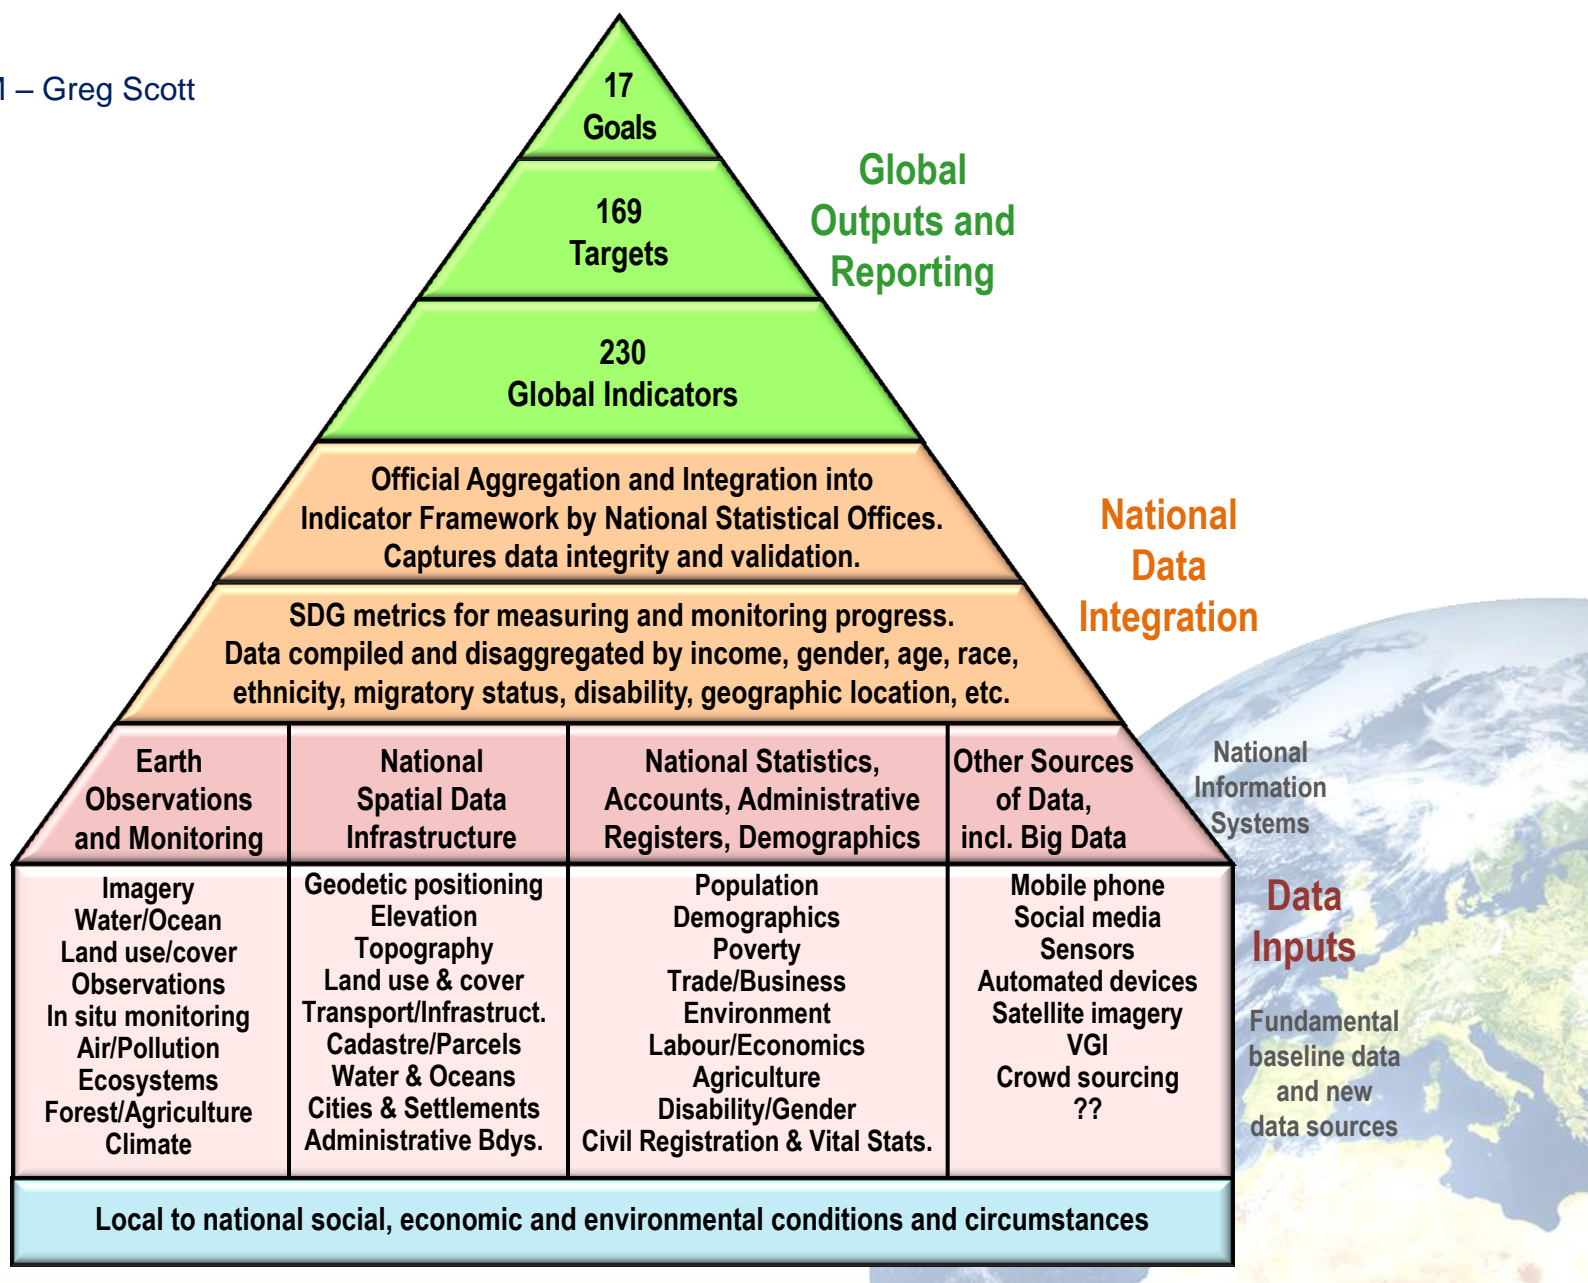 – Greg Scott
17
Goals
169
Targets
230
Global Indicators
Global
Outputs and
Reporting
Official Aggregation and Integration into
Indicator Framework by National Statistical Offices.
Captures data integrity and validation.
SDG metrics for measuring and monitoring progress.
Data compiled and disaggregated by income, gender, age, race,
ethnicity, migratory status, disability, geographic location, etc.
National
Data
Integration
Earth
Observations
and Monitoring
National
Spatial Data
Infrastructure
National Statistics,
Accounts, Administrative
Registers, Demographics
Other Sources
of Data,
incl. Big Data
National
Information
Systems
Imagery
Water/Ocean
Land use/cover
Observations
In situ monitoring
Air/Pollution
Ecosystems
Forest/Agriculture
Climate
Geodetic positioning
Elevation
Topography
Land use & cover
Transport/Infrastruct.
Cadastre/Parcels
Water & Oceans
Cities & Settlements
Administrative Bdys.
Population
Demographics
Poverty
Trade/Business
Environment
Labour/Economics
Agriculture
Disability/Gender
Civil Registration & Vital Stats.
Mobile phone
Social media
Sensors
Automated devices
Satellite imagery
VGI
Crowd sourcing
??
Data
Inputs
Fundamental
baseline data
and new
data sources
Local to national social, economic and environmental conditions and circumstances